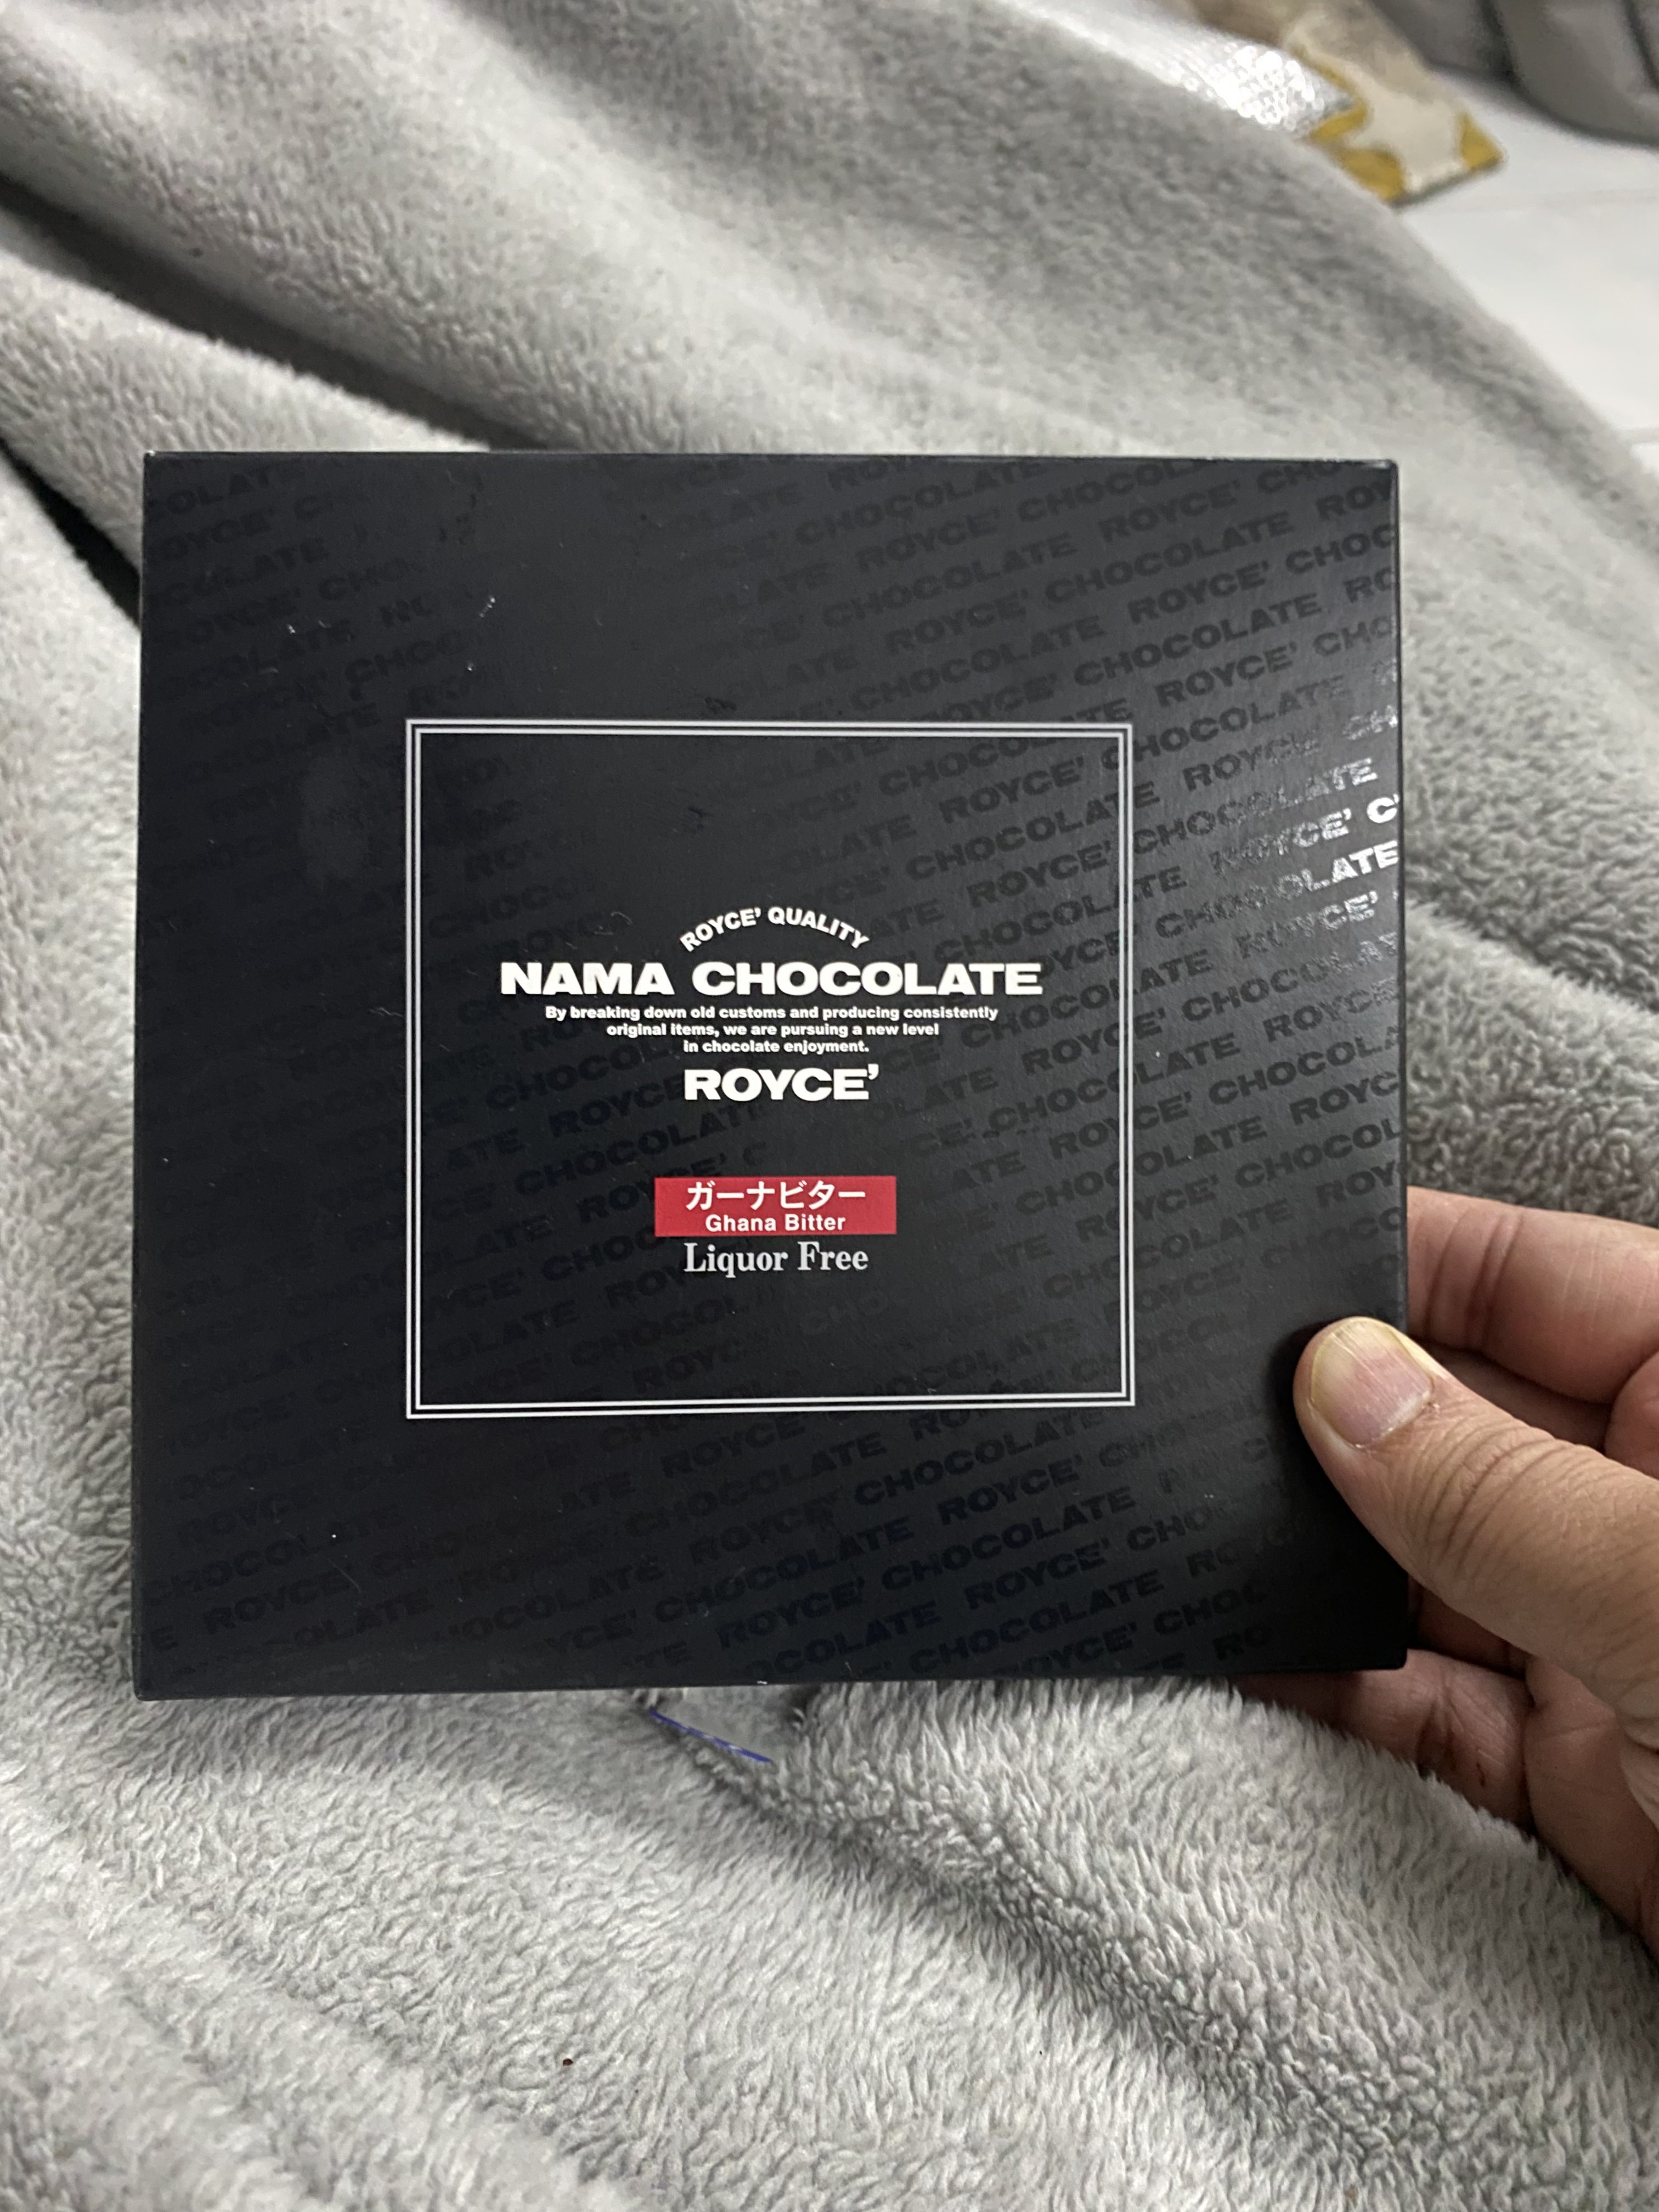 ROYCE' QUALITY
NAMA CHOCOLATE
By breaking down old customs and producing consistently
original items, we are pursuing a new level
in chocolate enjoyment.
ROYCE'
ガーナビター
Ghana Bitter
Liquor Free